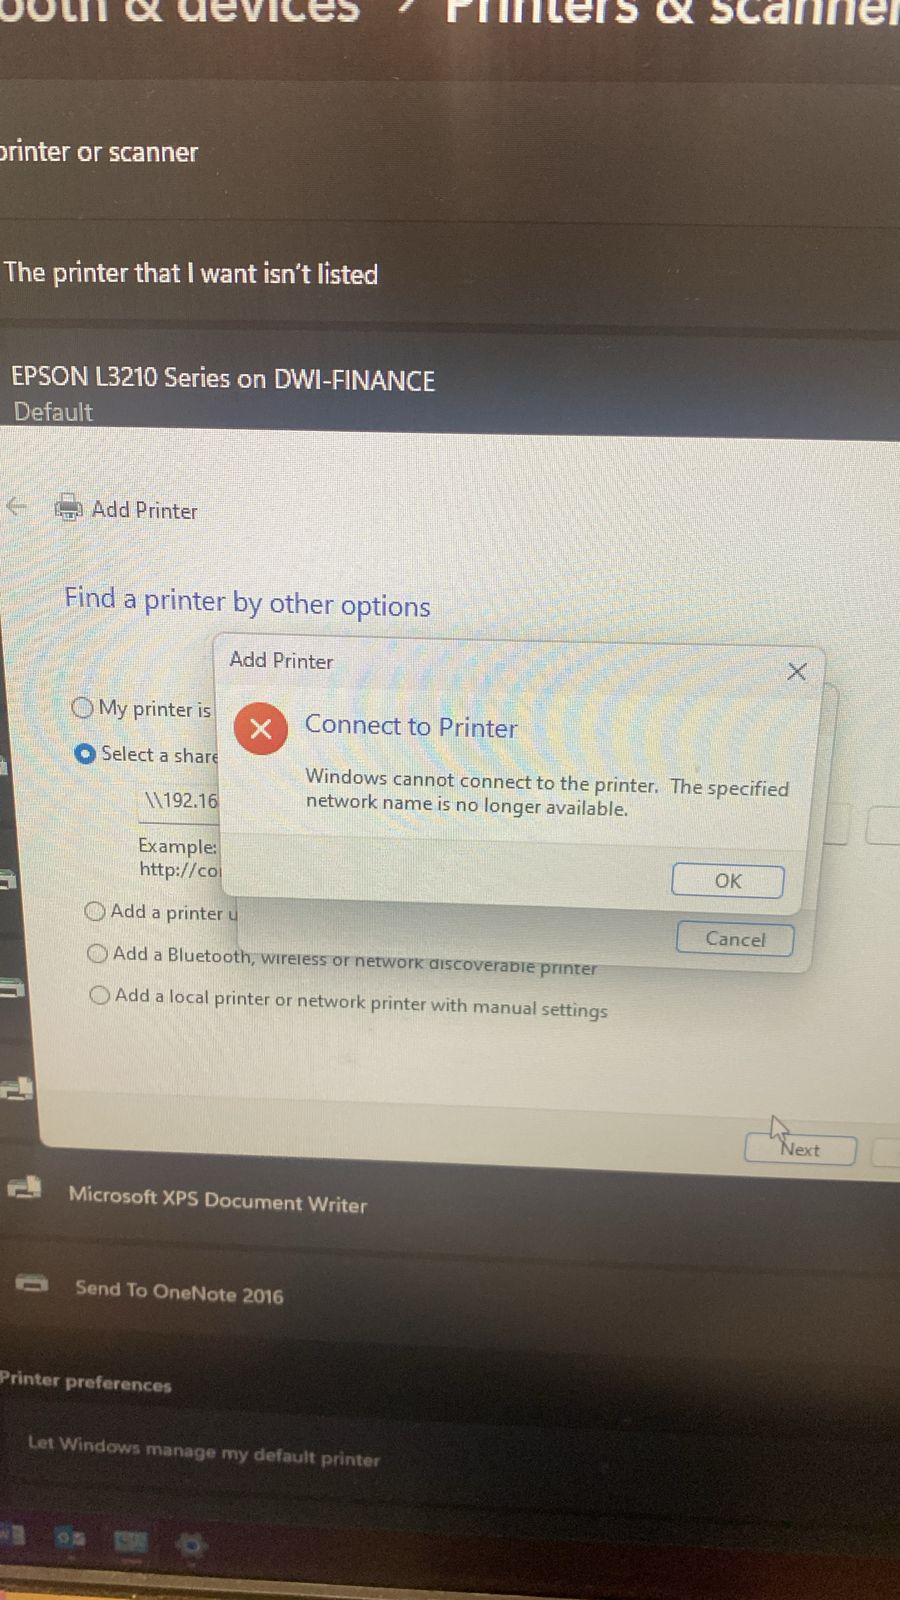 & devices > Printers & scanner
printer or scanner
The printer that I want isn't listed
EPSON L3210 Series on DWI-FINANCE
Default
Add Printer
Find a printer by other options
Add Printer
My printer is
Connect to Printer
Select a share
Windows cannot connect to the printer. The specified
network name is no longer available.
\\192.16
Example:
http://co
OK
Add a printer u
Cancel
Add a Bluetooth, wireless or network discoverable printer
Add a local printer or network printer with manual settings
Next
Microsoft XPS Document Writer
Send To OneNote 2016
Printer preferences
Let Windows manage my default printer